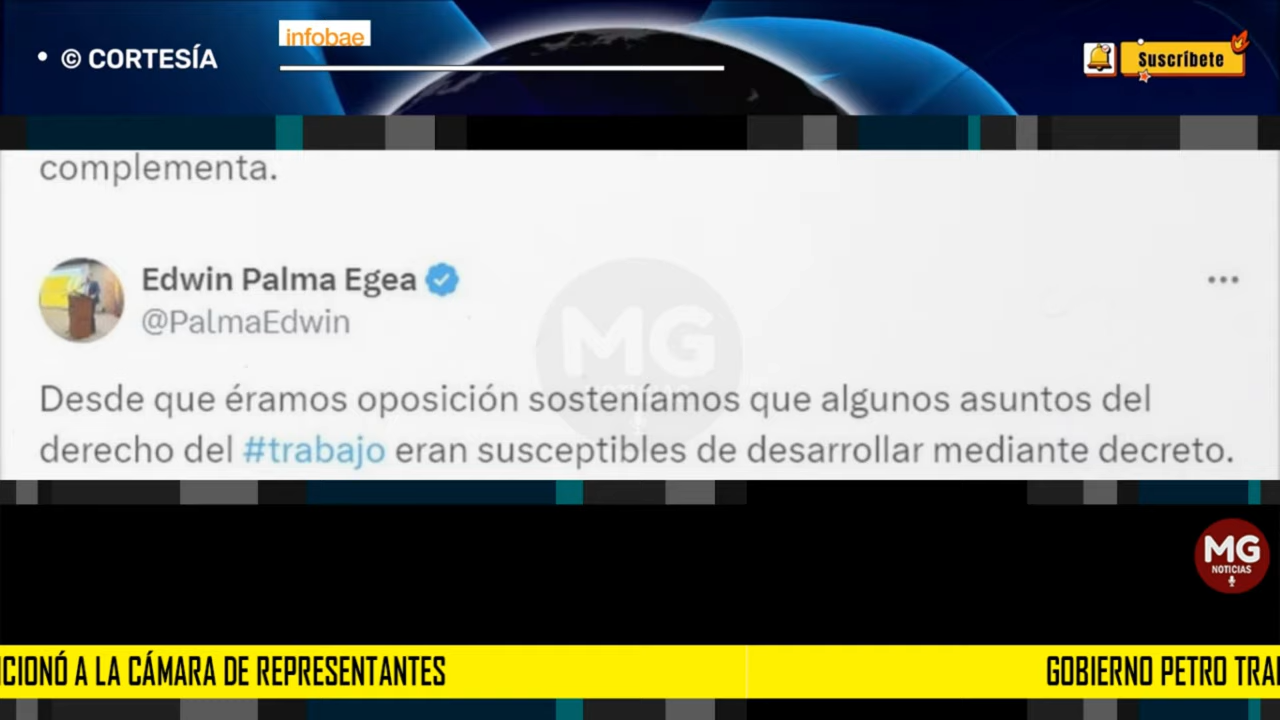 • © CORTESÍA
infobae
Suscríbete
complementa.
Edwin Palma Egea
@PalmaEdwin
Desde que éramos oposición sosteníamos que algunos asuntos del
derecho del #trabajo eran susceptibles de desarrollar mediante decreto.
MG
MG
NOTICIAS
CIONÓ A LA CÁMARA DE REPRESENTANTES
GOBIERNO PETRO